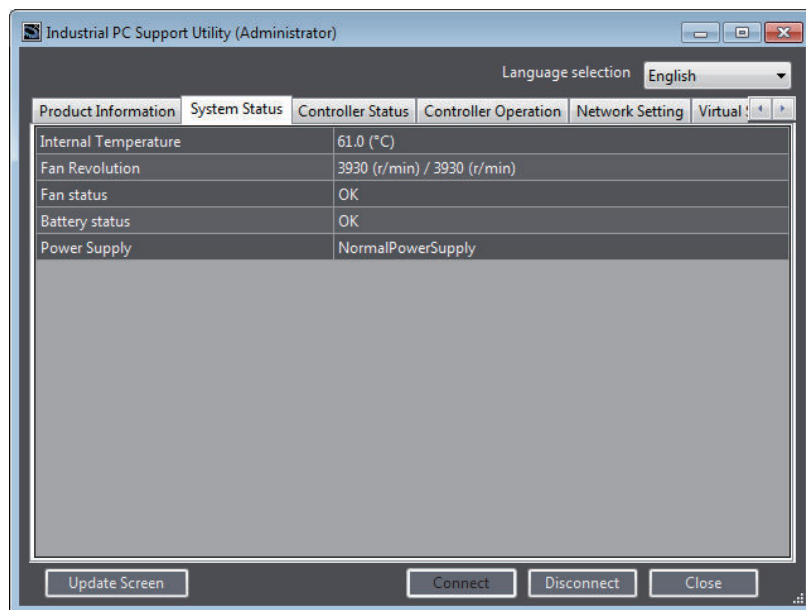 Industrial PC Support Utility (Administrator)
Language selection English
Product Information System Status Controller Status Controller Operation Network Setting Virtual
Internal Temperature 61.0 (°C)
Fan Revolution 3930 (r/min) / 3930 (r/min)
Fan status OK
Battery status OK
Power Supply NormalPowerSupply
Update Screen Connect Disconnect Close